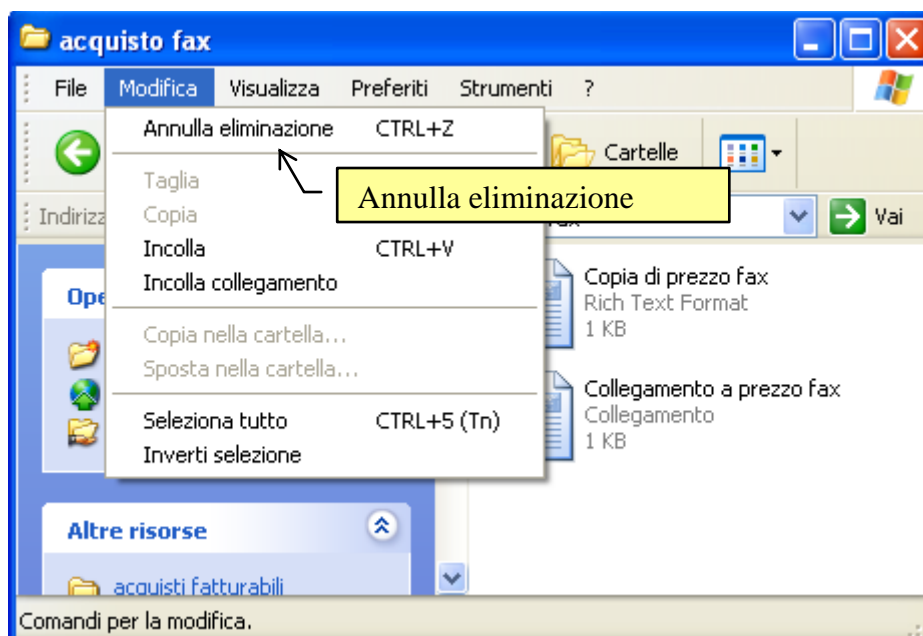 acquisto fax
File Modifica Visualizza Preferiti Strumenti ?
Annulla eliminazione CTRL+Z
Cartelle
Annulla eliminazione
Taglia
Copia
Indirizz
fax
Vai
Incolla CTRL+V
Incolla collegamento
Copia nella cartella...
Sposta nella cartella...
Seleziona tutto CTRL+5 (Tn)
Inverti selezione
Ope
Copia di prezzo fax
Rich Text Format
1 KB
Collegamento a prezzo fax
Collegamento
1 KB
Altre risorse
acquisti fatturabili
Comandi per la modifica.